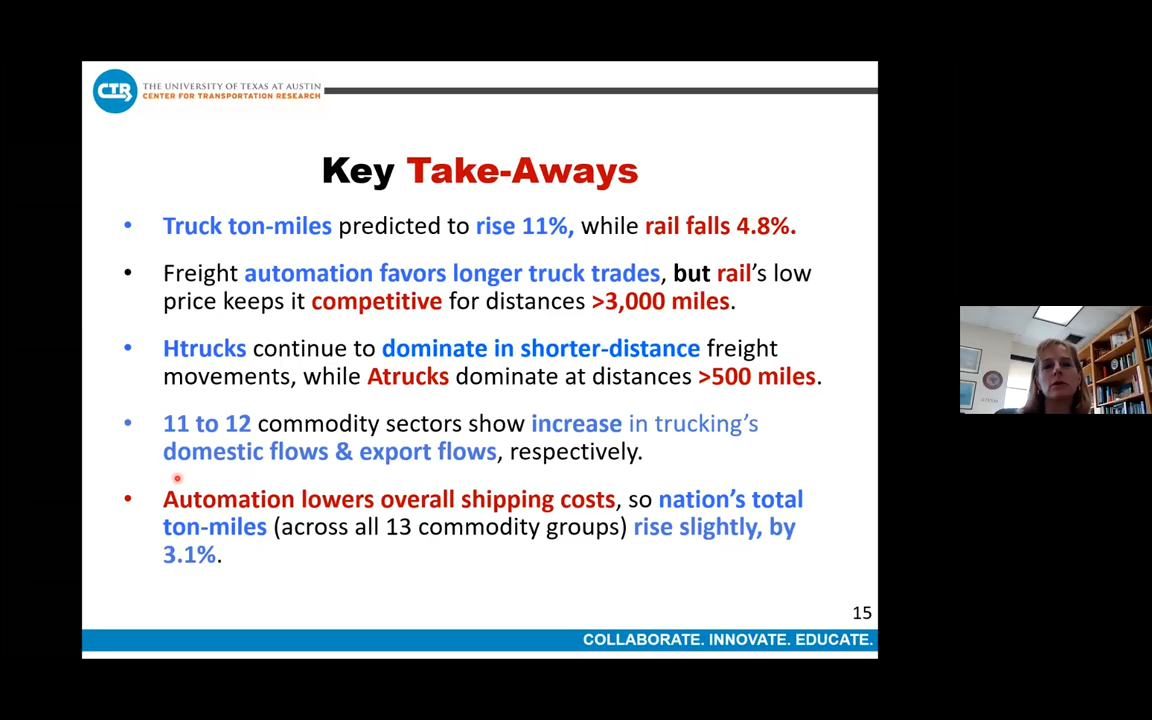 CTR
THE UNIVERSITY OF TEXAS AT AUSTIN
CENTER FOR TRANSPORTATION RESEARCH
Key Take-Aways
• Truck ton-miles predicted to rise 11%, while rail falls 4.8%.
• Freight automation favors longer truck trades, but rail’s low
price keeps it competitive for distances >3,000 miles.
• Htrucks continue to dominate in shorter-distance freight
movements, while Atrucks dominate at distances >500 miles.
• 11 to 12 commodity sectors show increase in trucking’s
domestic flows & export flows, respectively.
• Automation lowers overall shipping costs, so nation’s total
ton-miles (across all 13 commodity groups) rise slightly, by
3.1%.
15
COLLABORATE. INNOVATE. EDUCATE.